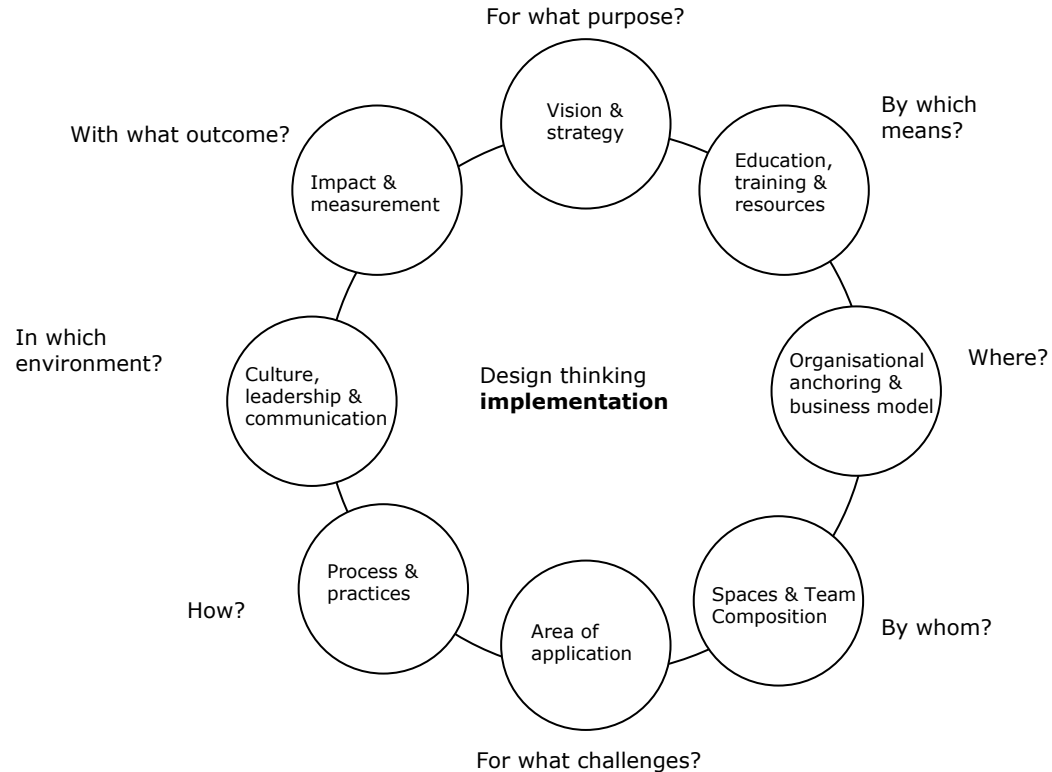 For what purpose?
Vision &
strategy
By which
means?
Education,
training &
resources
Where?
Organisational
anchoring &
business model
By whom?
Spaces & Team
Composition
For what challenges?
Area of
application
How?
Process &
practices
In which
environment?
Culture,
leadership &
communication
With what outcome?
Impact &
measurement
Design thinking
implementation